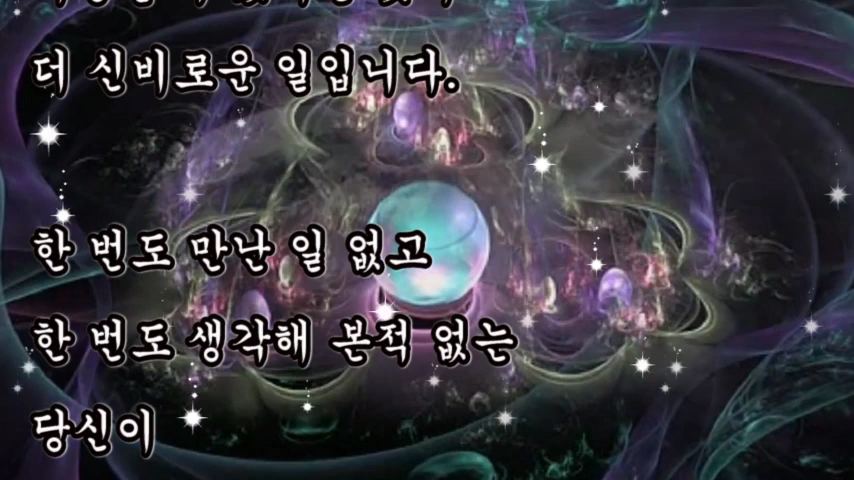 더 신비로운 일입니다.
한 번도 만난 일 없고
한 번도 생각해 본적 없는
당신이